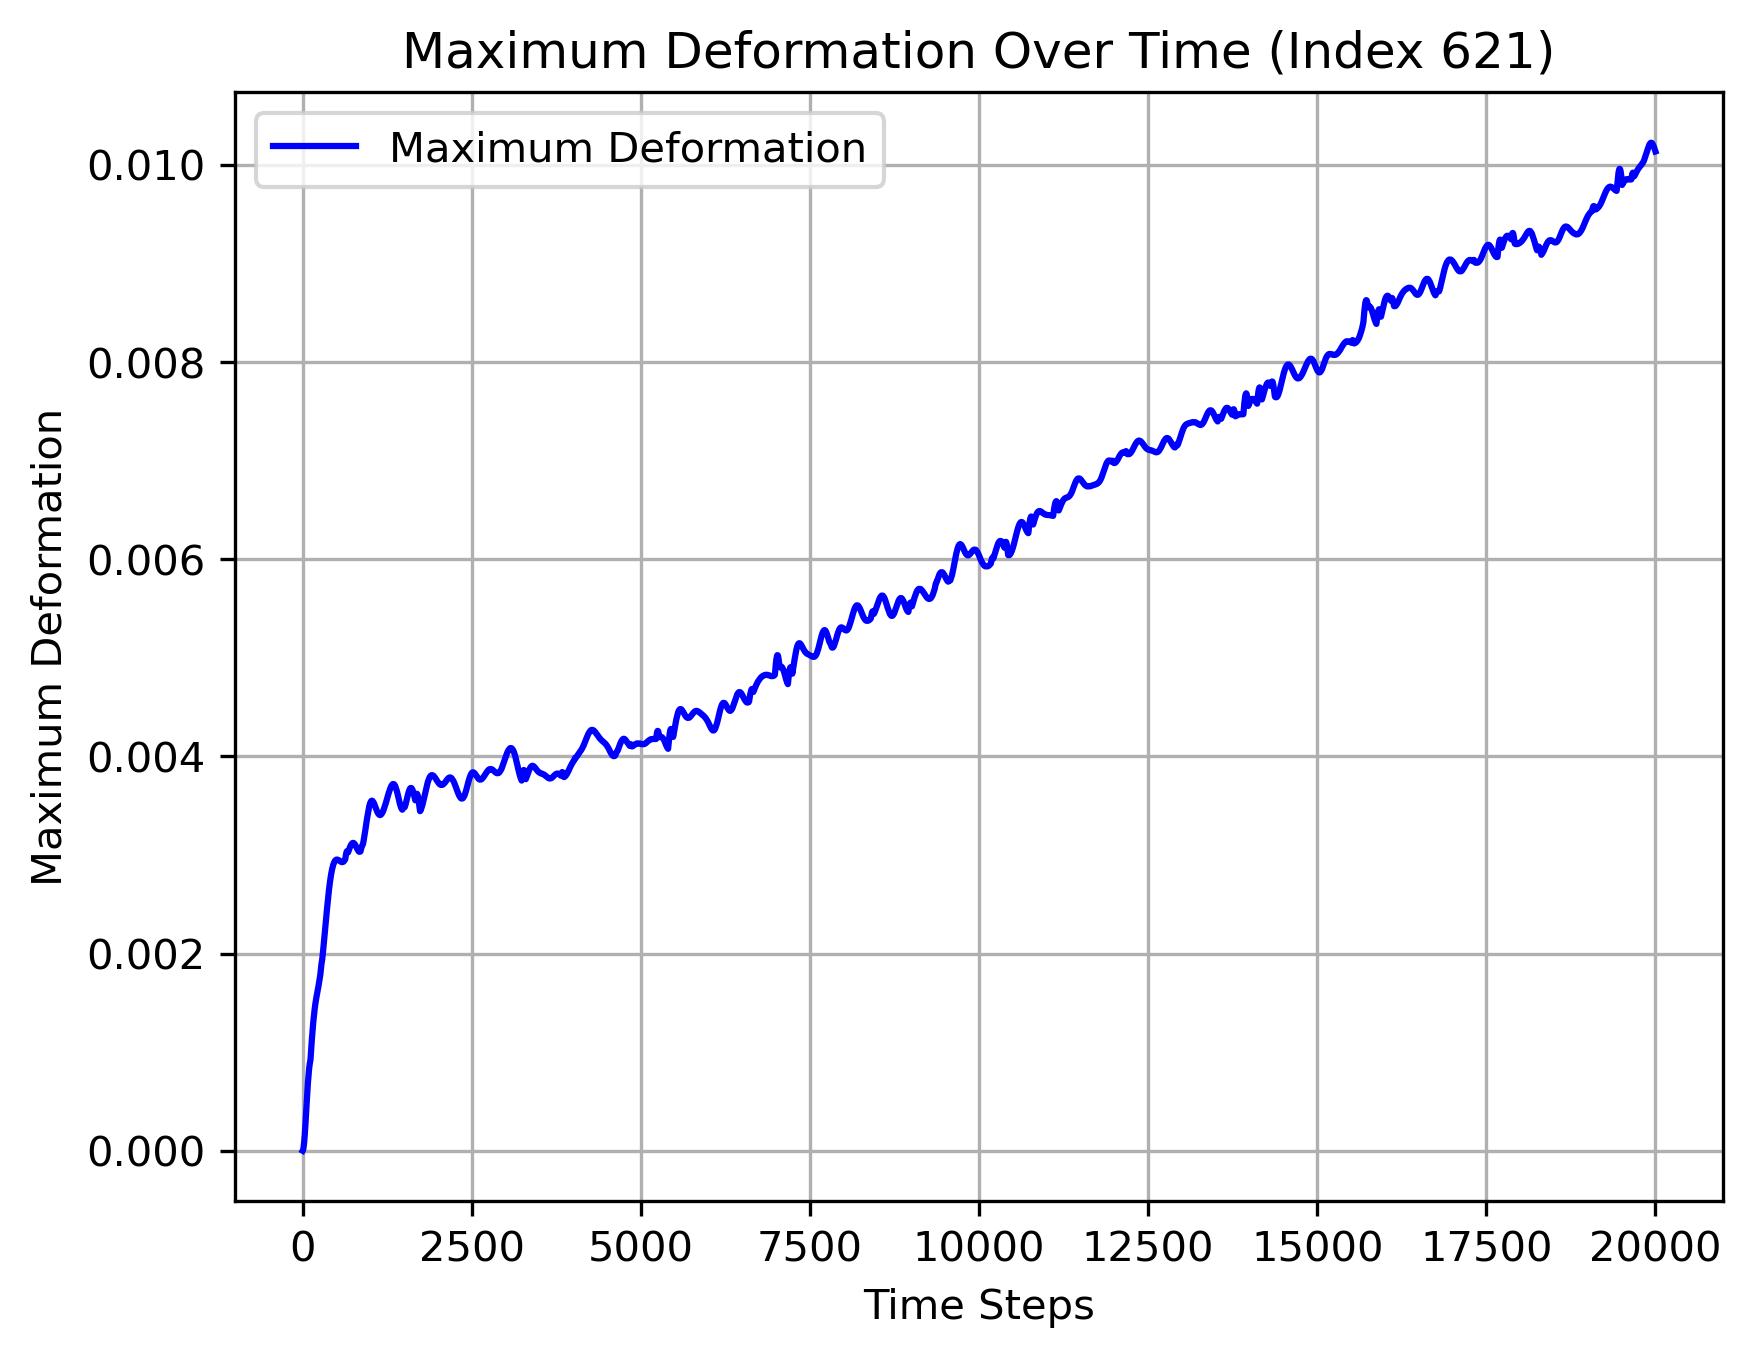 Maximum Deformation Over Time (Index 621)
Maximum Deformation
0.010
0.008
0.006
0.004
0.002
0.000
Maximum Deformation
0 2500 5000 7500 10000 12500 15000 17500 20000
Time Steps